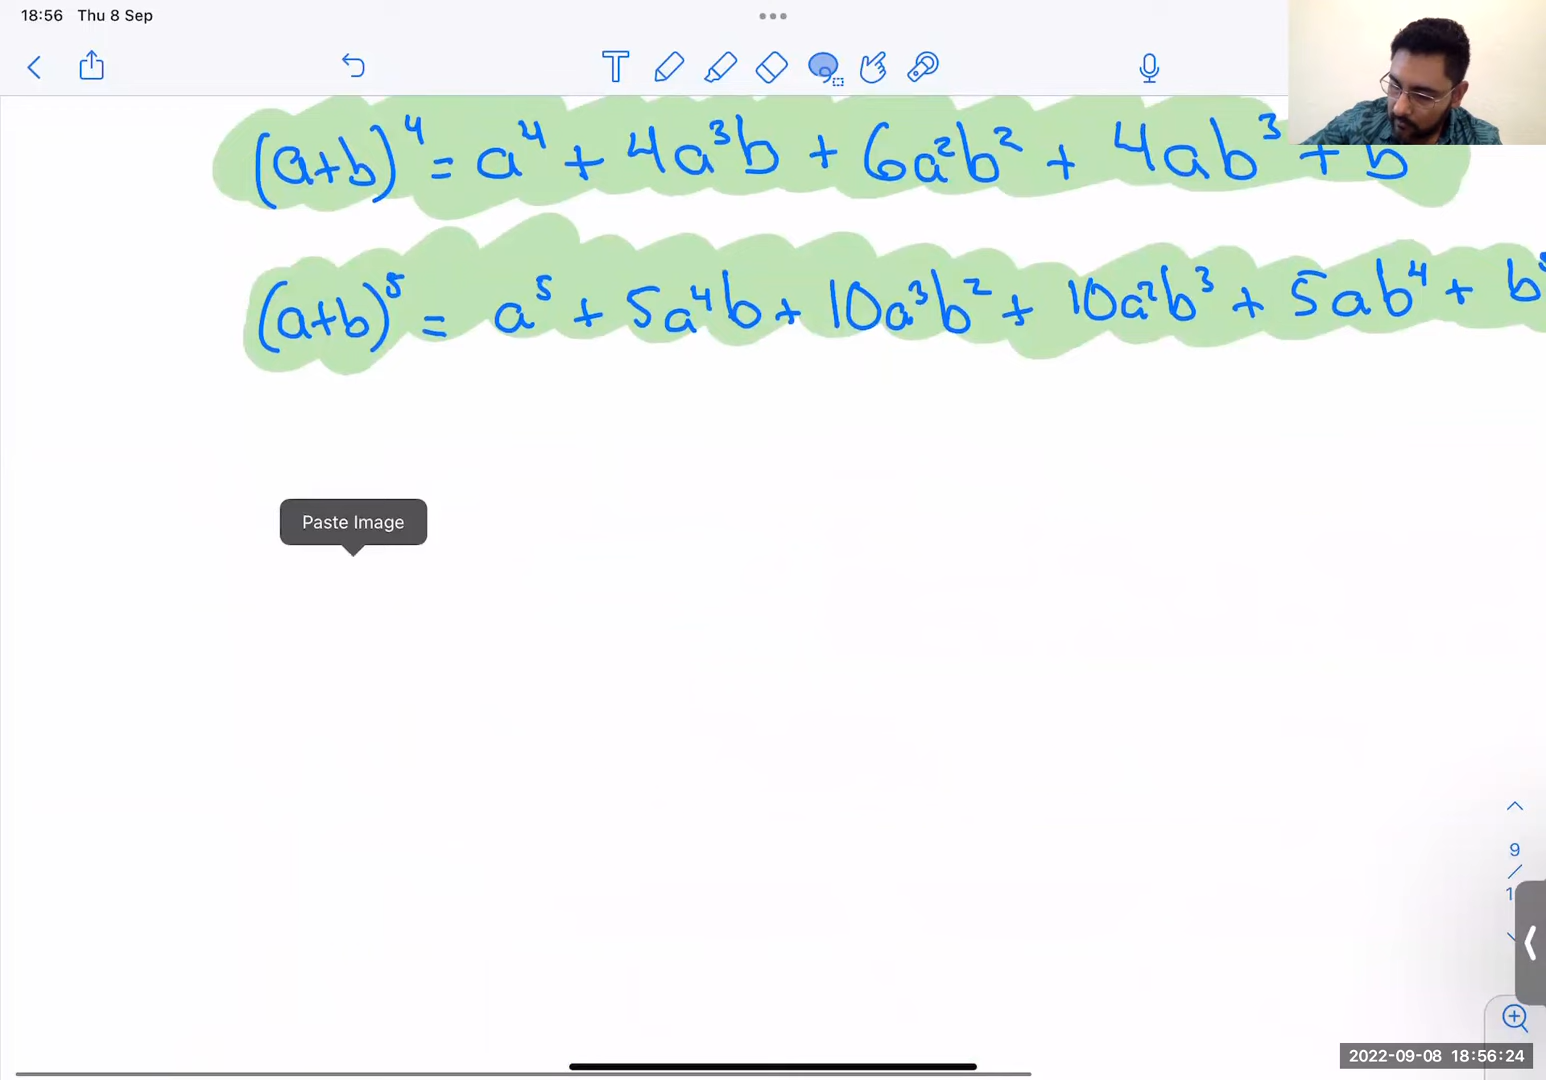 18:56 Thu 8 Sep
(a+b)⁴ = a⁴ + 4a³b + 6a²b² + 4ab³ + b
(a+b)⁵ = a⁵ + 5a⁴b + 10a³b² + 10a²b³ + 5ab⁴ + b
Paste Image
9
/
1
2022-09-08 18:56:24